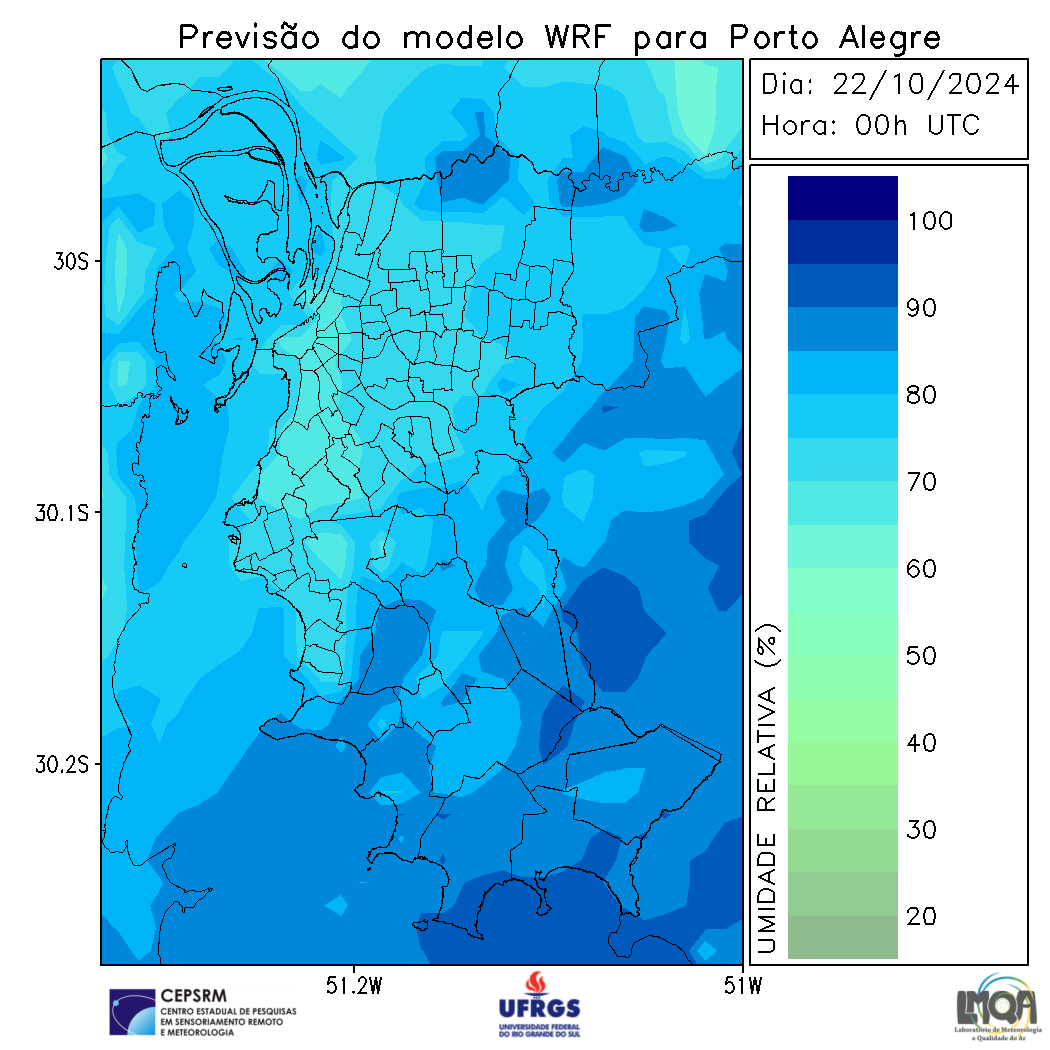 Previsão do modelo WRF para Porto Alegre
Dia: 22/10/2024
Hora: 00h UTC
30S
30.1S
30.2S
51.2W
51W
UMIDADE RELATIVA (%)
100
90
80
70
60
50
40
30
20
CEPSRM
CENTRO ESTADUAL DE PESQUISAS
EM SENSORIAMENTO REMOTO
E METEOROLOGIA
UFRGS
UNIVERSIDADE FEDERAL
DO RIO GRANDE DO SUL
LMQA
Laboratório de Meteorologia
e Qualidade do Ar